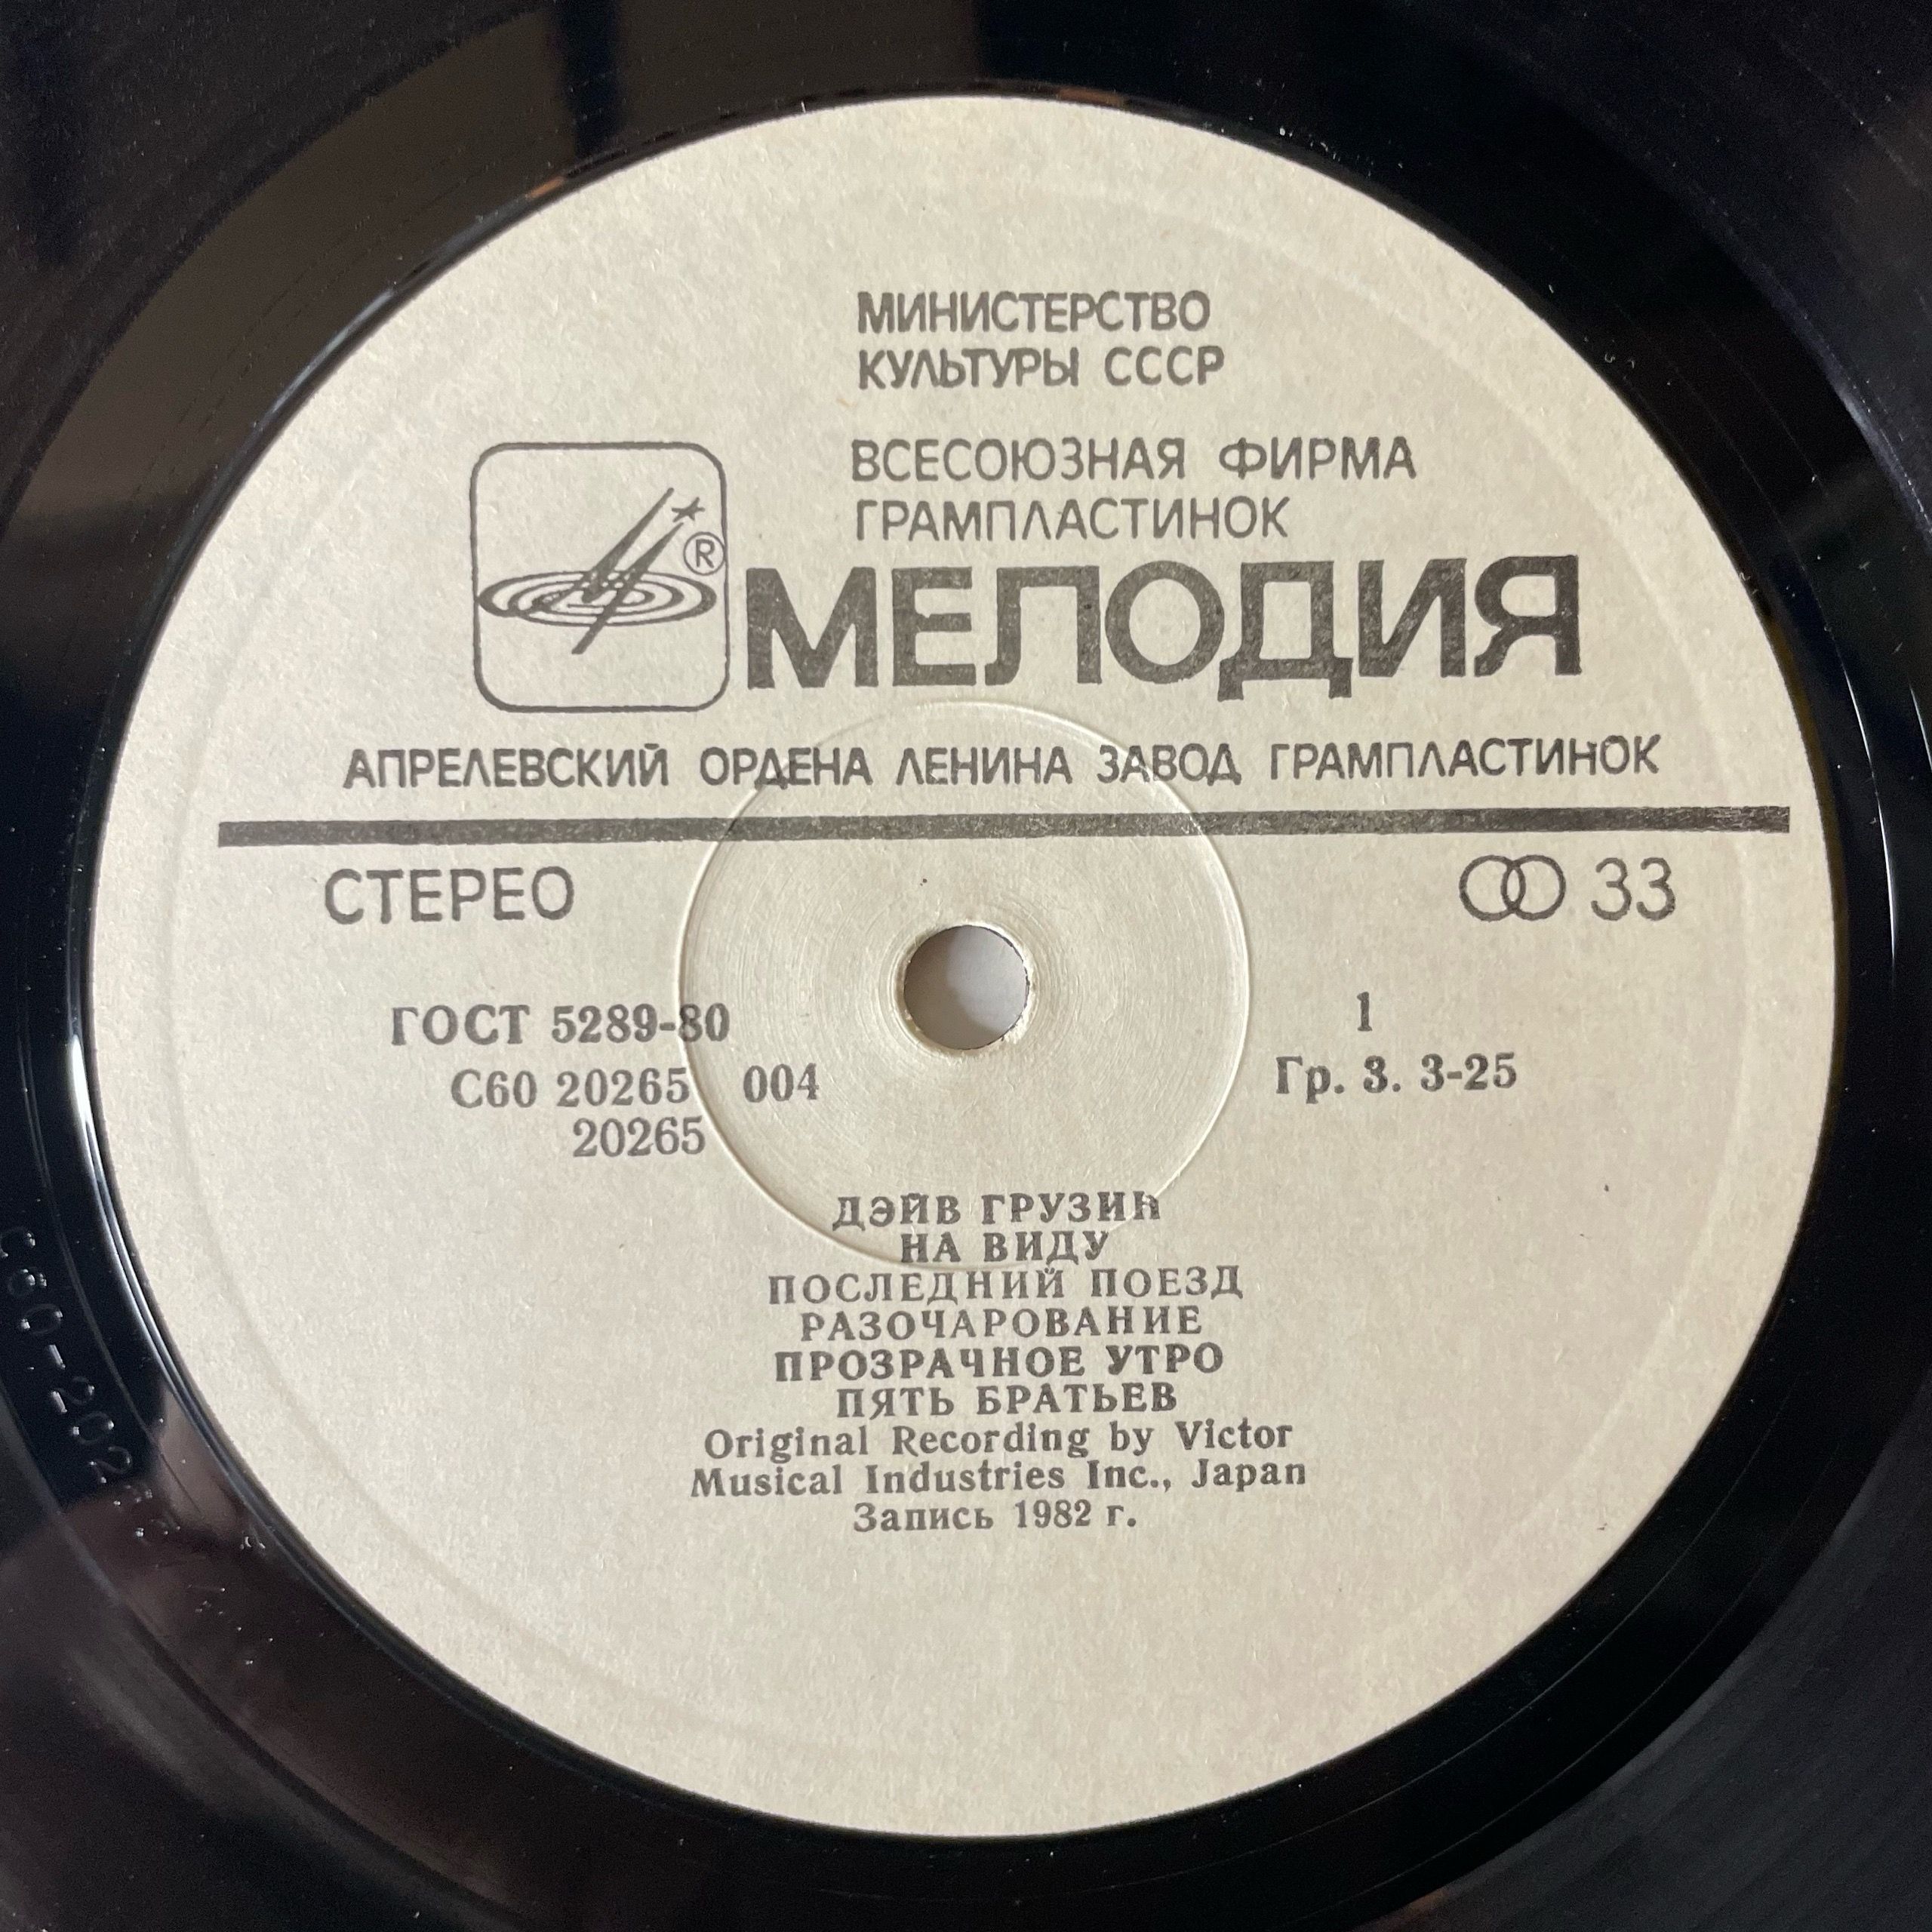 МИНИСТЕРСТВО
КУЛЬТУРЫ СССР
ВСЕСОЮЗНАЯ ФИРМА
ГРАМПЛАСТИНОК
®
МЕЛОДИЯ
АПРЕЛЕВСКИЙ ОРДЕНА ЛЕНИНА ЗАВОД ГРАМПЛАСТИНОК
СТЕРЕО
33
ГОСТ 5289-80
1
С60 20265 004
Гр. 3. 3-25
20265
ДЭЙВ ГРУЗИН
НА ВИДУ
ПОСЛЕДНИЙ ПОЕЗД
РАЗОЧАРОВАНИЕ
ПРОЗРАЧНОЕ УТРО
ПЯТЬ БРАТЬЕВ
Original Recording by Victor
Musical Industries Inc., Japan
Запись 1982 г.